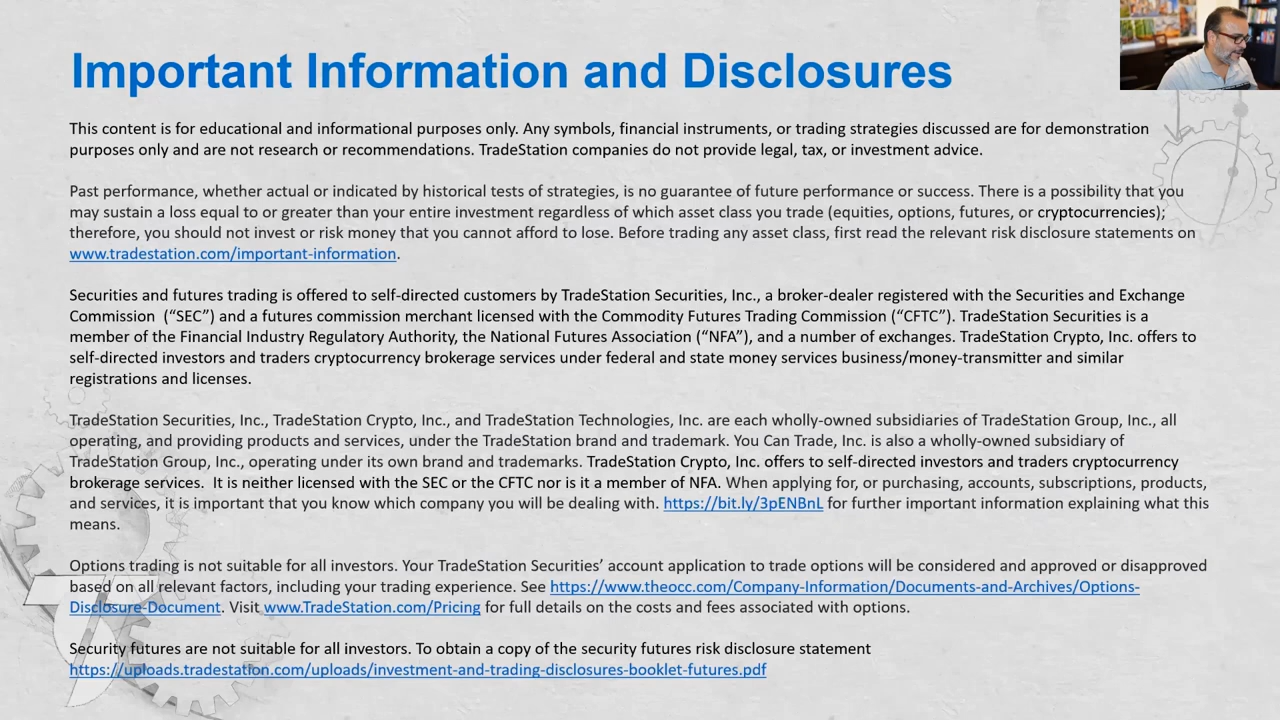 Important Information and Disclosures
This content is for educational and informational purposes only. Any symbols, financial instruments, or trading strategies discussed are for demonstration
purposes only and are not research or recommendations. TradeStation companies do not provide legal, tax, or investment advice.
Past performance, whether actual or indicated by historical tests of strategies, is no guarantee of future performance or success. There is a possibility that you
may sustain a loss equal to or greater than your entire investment regardless of which asset class you trade (equities, options, futures, or cryptocurrencies);
therefore, you should not invest or risk money that you cannot afford to lose. Before trading any asset class, first read the relevant risk disclosure statements on
www.tradestation.com/important-information.
Securities and futures trading is offered to self-directed customers by TradeStation Securities, Inc., a broker-dealer registered with the Securities and Exchange
Commission (“SEC”) and a futures commission merchant licensed with the Commodity Futures Trading Commission (“CFTC”). TradeStation Securities is a
member of the Financial Industry Regulatory Authority, the National Futures Association (“NFA”), and a number of exchanges. TradeStation Crypto, Inc. offers to
self-directed investors and traders cryptocurrency brokerage services under federal and state money services business/money-transmitter and similar
registrations and licenses.
TradeStation Securities, Inc., TradeStation Crypto, Inc., and TradeStation Technologies, Inc. are each wholly-owned subsidiaries of TradeStation Group, Inc., all
operating, and providing products and services, under the TradeStation brand and trademark. You Can Trade, Inc. is also a wholly-owned subsidiary of
TradeStation Group, Inc., operating under its own brand and trademarks. TradeStation Crypto, Inc. offers to self-directed investors and traders cryptocurrency
brokerage services. It is neither licensed with the SEC or the CFTC nor is it a member of NFA. When applying for, or purchasing, accounts, subscriptions, products,
and services, it is important that you know which company you will be dealing with. https://bit.ly/3pENBnL for further important information explaining what this
means.
Options trading is not suitable for all investors. Your TradeStation Securities’ account application to trade options will be considered and approved or disapproved
based on all relevant factors, including your trading experience. See https://www.theocc.com/Company-Information/Documents-and-Archives/Options-
Disclosure-Document. Visit www.TradeStation.com/Pricing for full details on the costs and fees associated with options.
Security futures are not suitable for all investors. To obtain a copy of the security futures risk disclosure statement
https://uploads.tradestation.com/uploads/investment-and-trading-disclosures-booklet-futures.pdf